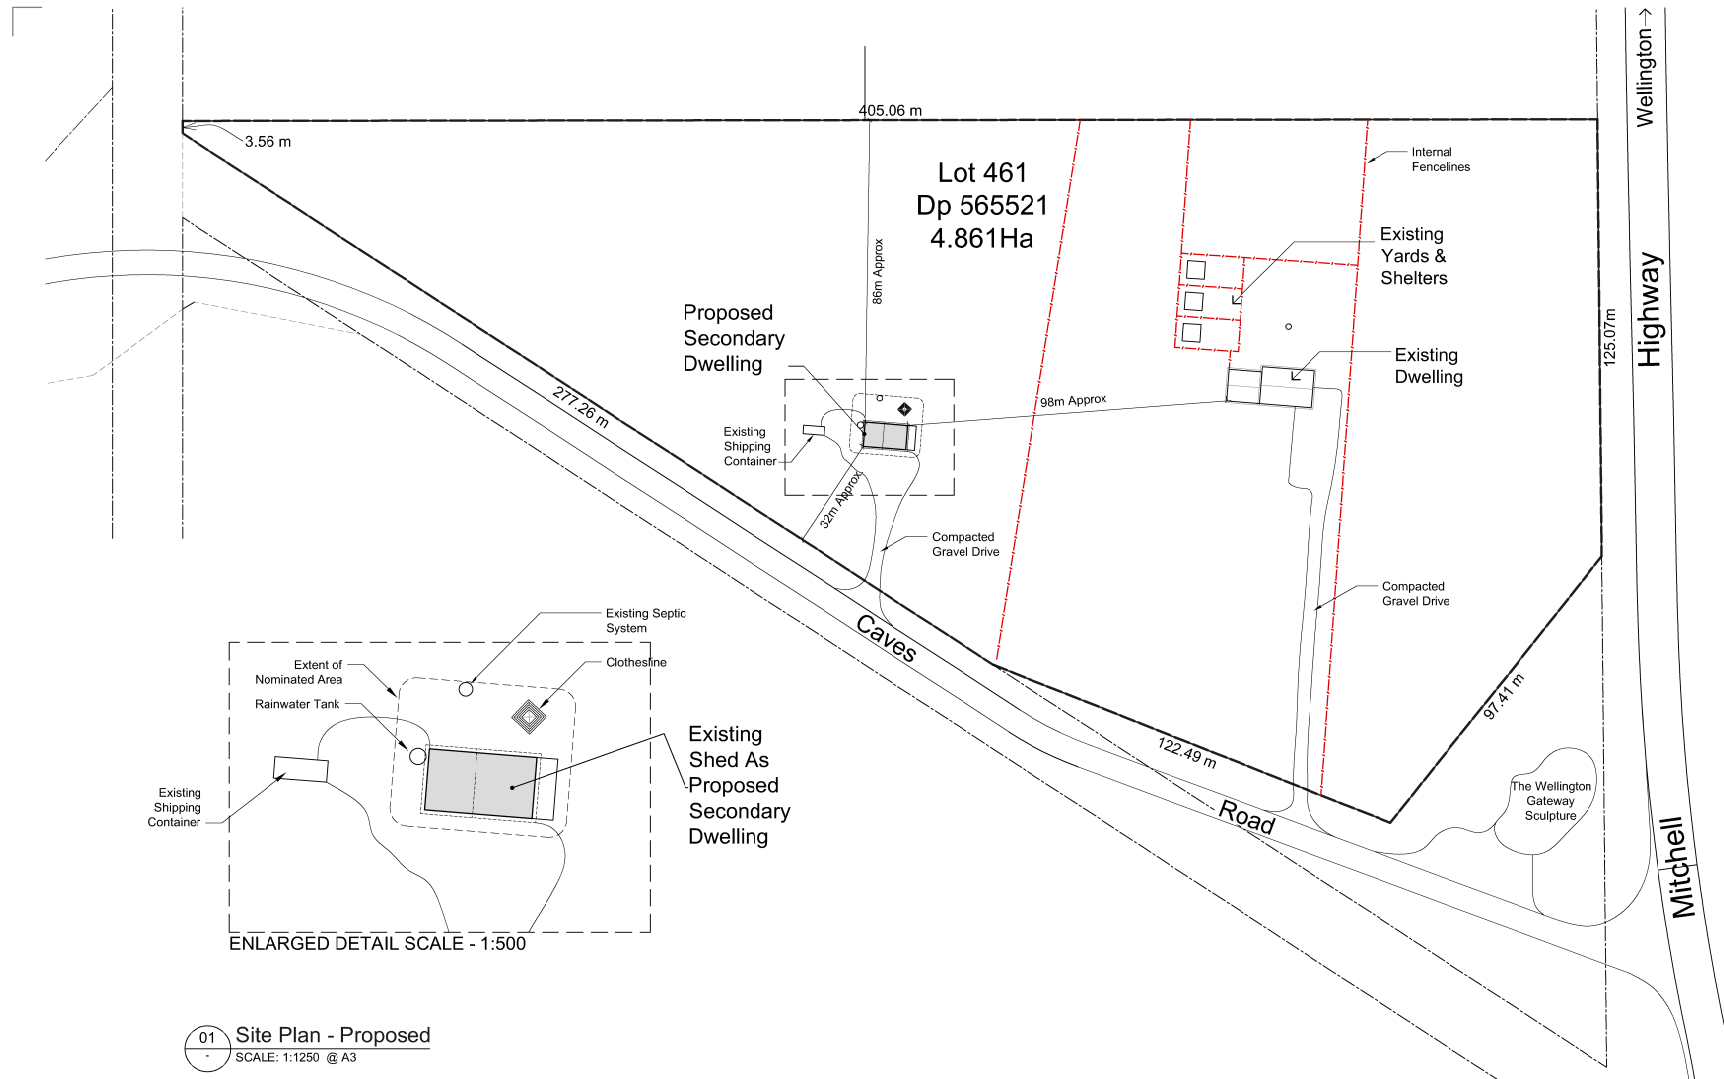 Wellington
405.06 m
3.56 m
Lot 461
Dp 565521
4.861Ha
Internal
Fencelines
Existing
Yards &
Shelters
86m Approx
Highway
125.07m
Proposed
Secondary
Dwelling
Existing
Dwelling
277.26 m
98m Approx
Existing
Shipping
Container
32m Approx
Compacted
Gravel Drive
Compacted
Gravel Drive
Caves
97.41 m
122.49 m
Road
The Wellington
Gateway
Sculpture
Mitchell
Existing Septic
System
Extent of
Nominated Area
Clothesline
Rainwater Tank
Existing
Shed As
Proposed
Secondary
Dwelling
Existing
Shipping
Container
ENLARGED DETAIL SCALE - 1:500
01
-
Site Plan - Proposed
SCALE: 1:1250 @ A3